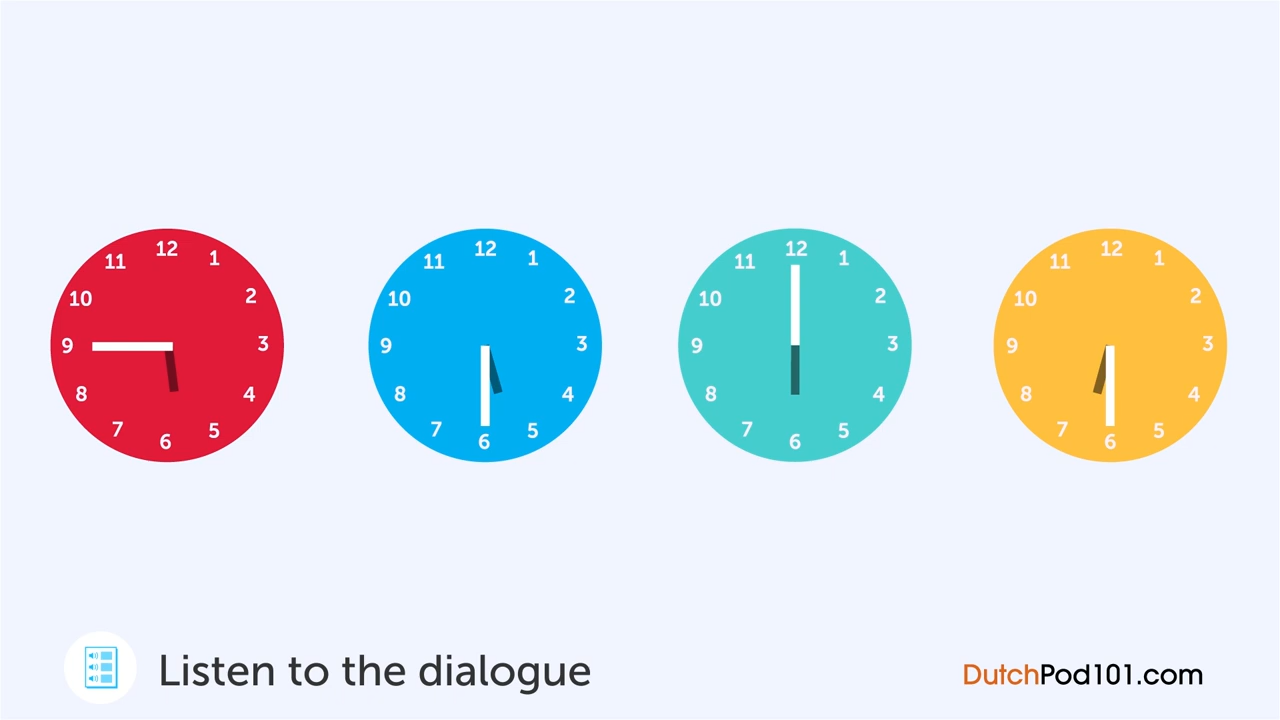 12 12 12 12
11 1 11 1 11 1 11 1
10 2 10 2 10 2 10 2
9 3 9 3 9 3 9 3
8 4 8 4 8 4 8 4
7 5 7 5 7 5 7 5
6 6 6 6
Listen to the dialogue
DutchPod101.com